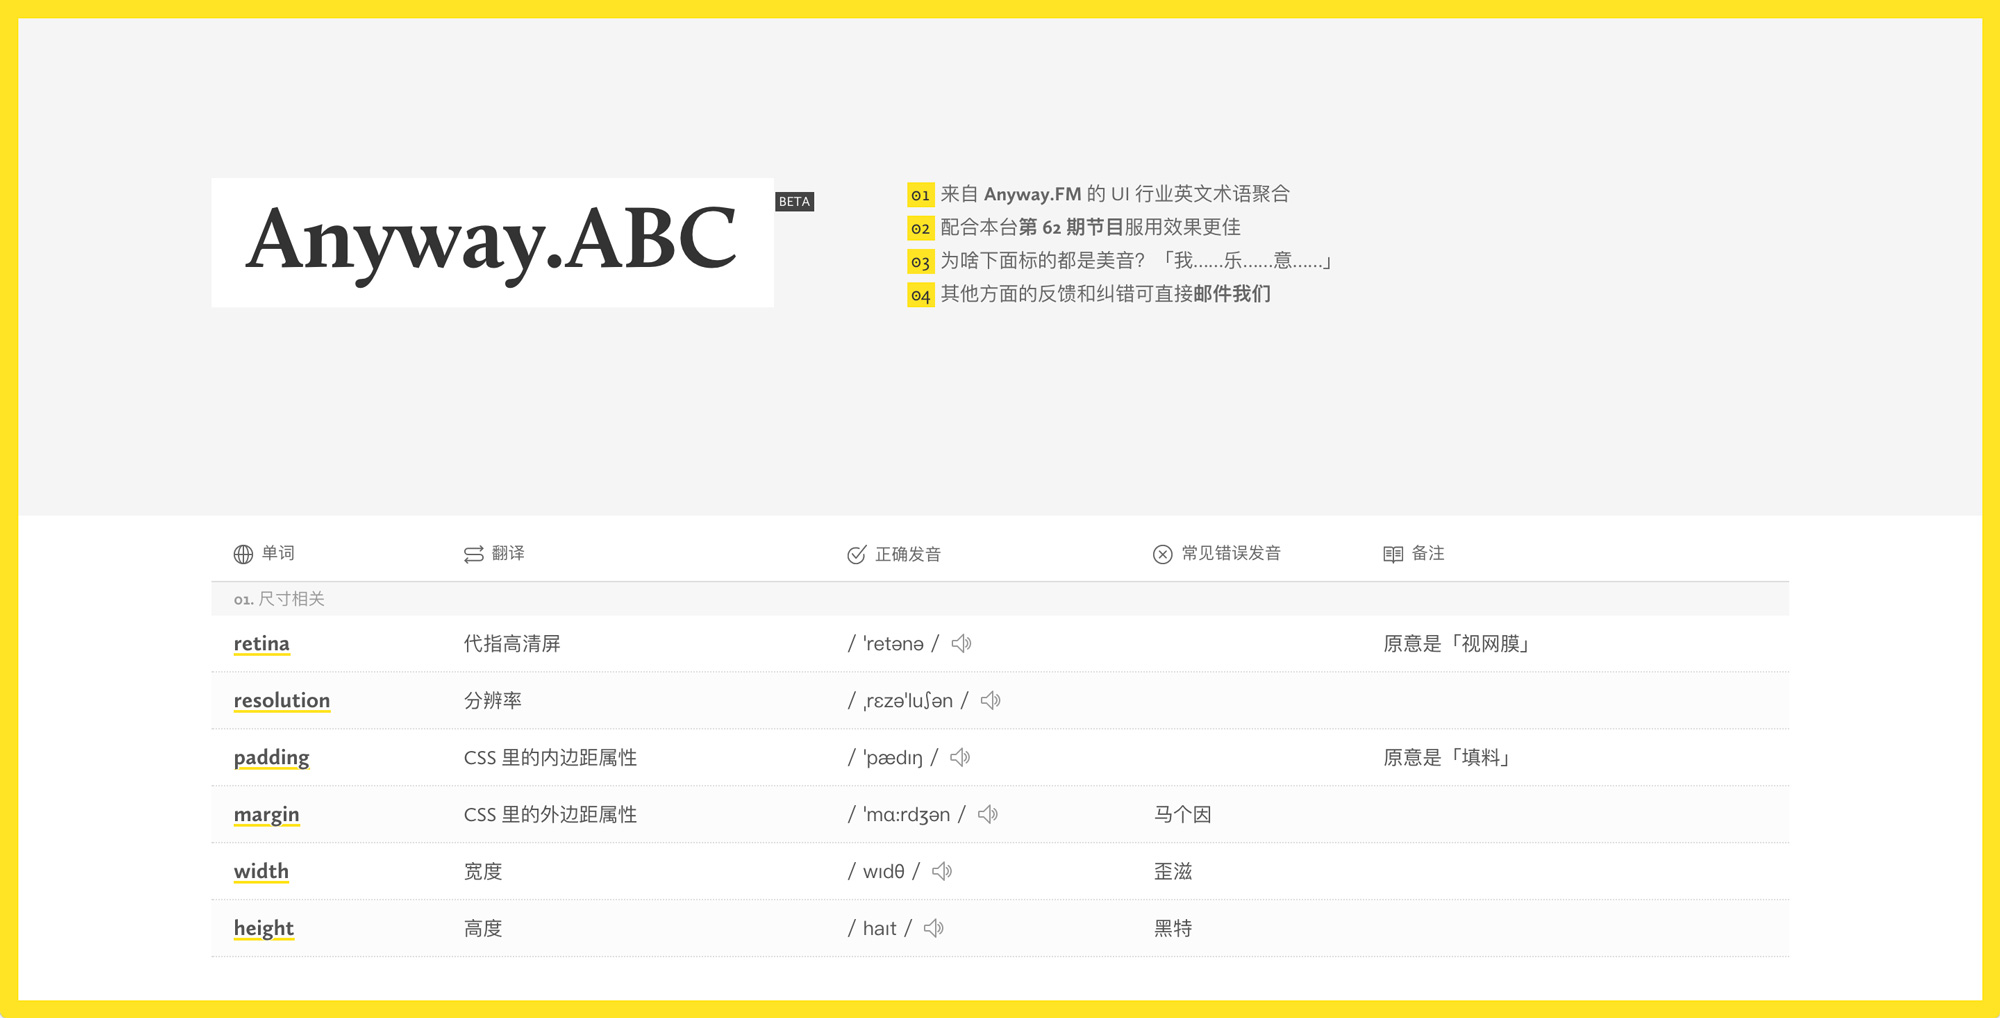 Anyway.ABC
BETA
01 来自 Anyway.FM 的 UI 行业英文术语聚合
02 配合本台第 62 期节目服用效果更佳
03 为啥下面标的都是美音？「我……乐……意……」
04 其他方面的反馈和纠错可直接邮件我们
单词 翻译 正确发音 常见错误发音 备注
01. 尺寸相关
retina 代指高清屏 / 'retənə / 原意是「视网膜」
resolution 分辨率 / ˌrɛzə'luʃən /
padding CSS 里的内边距属性 / 'pædɪŋ / 原意是「填料」
margin CSS 里的外边距属性 / 'mɑ:rdʒən / 马个因
width 宽度 / wɪdθ / 歪滋
height 高度 / haɪt / 黑特